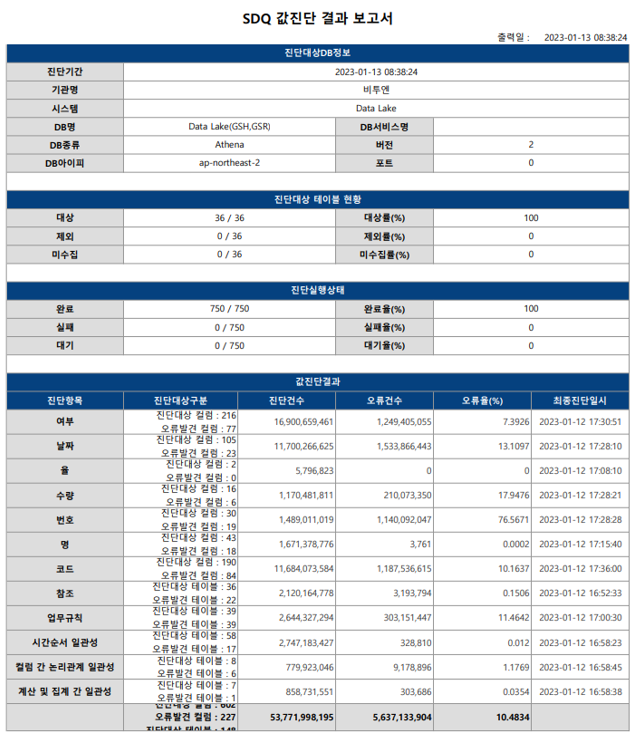 SDQ 값진단 결과 보고서
출력일 : 2023-01-13 08:38:24
진단대상DB정보
진단기간 2023-01-13 08:38:24
기관명 비투엔
시스템 Data Lake
DB명 Data Lake(GSH,GSR) DB서비스명
DB종류 Athena 버전 2
DB아이피 ap-northeast-2 포트 0
진단대상 테이블 현황
대상 36 / 36 대상률(%) 100
제외 0 / 36 제외률(%) 0
미수집 0 / 36 미수집률(%) 0
진단실행상태
완료 750 / 750 완료율(%) 100
실패 0 / 750 실패율(%) 0
대기 0 / 750 대기율(%) 0
값진단결과
진단항목 진단대상구분 진단건수 오류건수 오류율(%) 최종진단일시
진단대상 컬럼 : 216
여부 16,900,659,461 1,249,405,055 7.3926 2023-01-12 17:30:51
오류발견 컬럼 : 77
진단대상 컬럼 : 105
날짜 11,700,266,625 1,533,866,443 13.1097 2023-01-12 17:28:10
오류발견 컬럼 : 23
진단대상 컬럼 : 2
율 5,796,823 0 0 2023-01-12 17:08:10
오류발견 컬럼 : 0
진단대상 컬럼 : 16
수량 1,170,481,811 210,073,350 17.9476 2023-01-12 17:28:21
오류발견 컬럼 : 6
진단대상 컬럼 : 30
번호 1,489,011,019 1,140,092,047 76.5671 2023-01-12 17:28:28
오류발견 컬럼 : 19
진단대상 컬럼 : 43
명 1,671,378,776 3,761 0.0002 2023-01-12 17:15:40
오류발견 컬럼 : 18
진단대상 컬럼 : 190
코드 11,684,073,584 1,187,536,615 10.1637 2023-01-12 17:36:00
오류발견 컬럼 : 84
진단대상 테이블 : 36
참조 2,120,164,778 3,193,794 0.1506 2023-01-12 16:52:33
오류발견 테이블 : 22
진단대상 테이블 : 39
업무규칙 2,644,327,294 303,151,447 11.4642 2023-01-12 17:00:30
오류발견 테이블 : 39
진단대상 테이블 : 58
시간순서 일관성 2,747,183,427 328,810 0.012 2023-01-12 16:58:23
오류발견 테이블 : 17
진단대상 테이블 : 8
컬럼 간 논리관계 일관성 779,923,046 9,178,896 1.1769 2023-01-12 16:58:45
오류발견 테이블 : 6
진단대상 테이블 : 7
계산 및 집계 간 일관성 858,731,551 303,686 0.0354 2023-01-12 16:58:38
오류발견 테이블 : 1
진단대상 컬럼 : 602
오류발견 컬럼 : 227 53,771,998,195 5,637,133,904 10.4834
진단대상 테이블 : 148